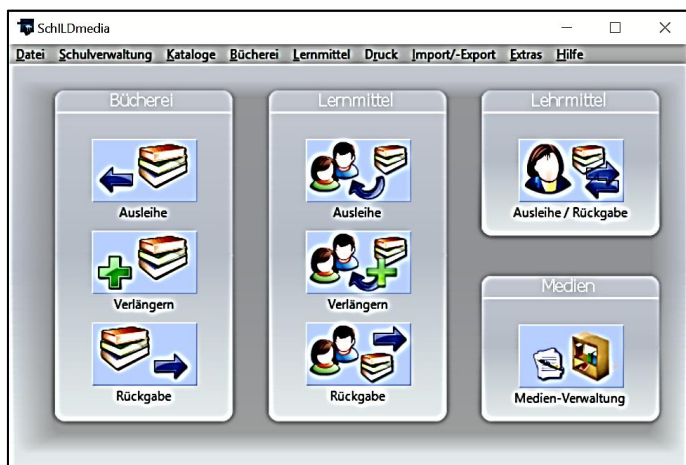 SchILDmedia
Datei Schulverwaltung Kataloge Bücherei Lernmittel Druck Import/-Export Extras Hilfe
Bücherei
Ausleihe
Verlängern
Rückgabe
Lernmittel
Ausleihe
Verlängern
Rückgabe
Lehrmittel
Ausleihe / Rückgabe
Medien
Medien-Verwaltung